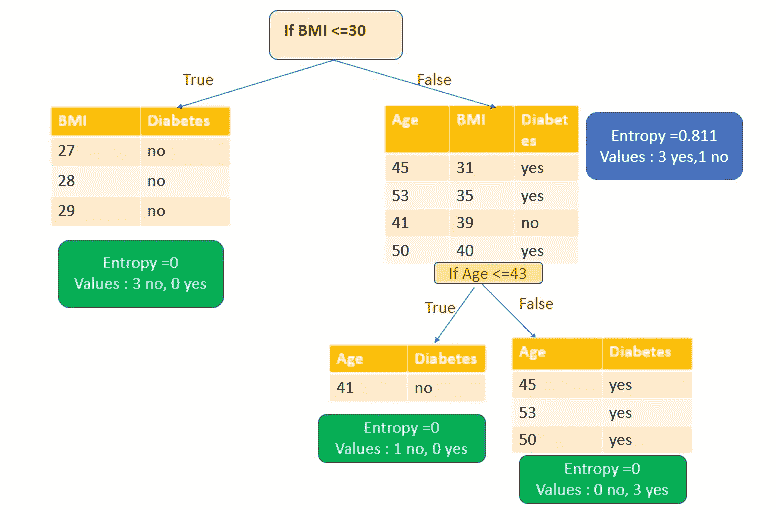 If BMI <=30
True
False
BMI Diabetes
27 no
28 no
29 no
Entropy =0
Values : 3 no, 0 yes
Age BMI Diabet
es
45 31 yes
53 35 yes
41 39 no
50 40 yes
Entropy =0.811
Values : 3 yes,1 no
If Age <=43
True
False
Age Diabetes
41 no
Entropy =0
Values : 1 no, 0 yes
Age Diabetes
45 yes
53 yes
50 yes
Entropy =0
Values : 0 no, 3 yes